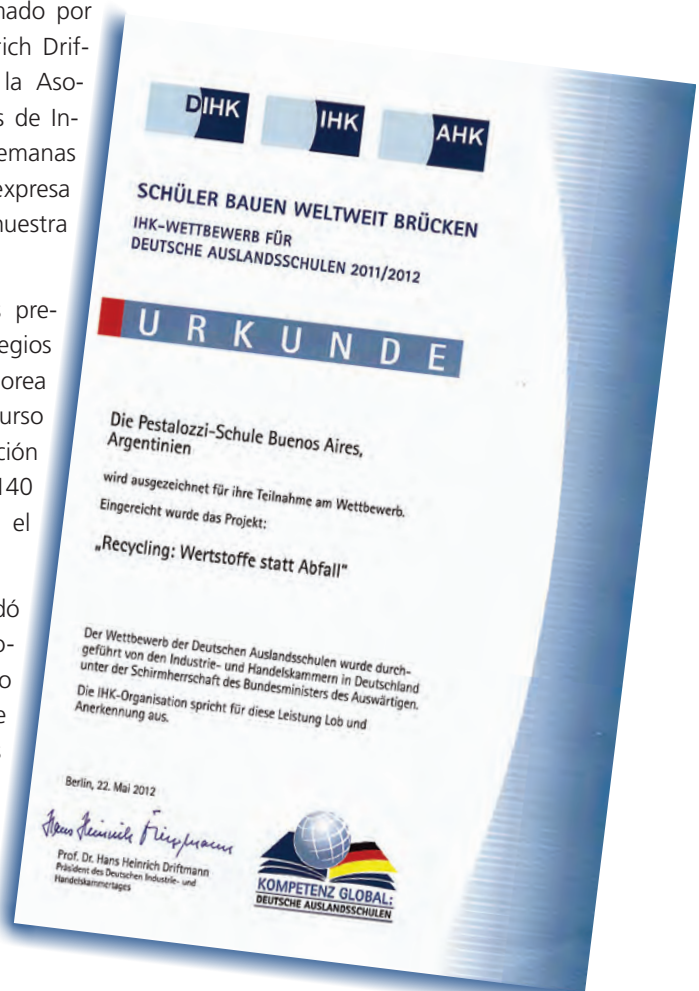 mado por
rich Drif-
la Aso-
s de In-
emanas
expresa
nuestra
s pre-
egios
orea
urso
ción
140
el
dó
o-
o
e
DIHK IHK AHK
SCHÜLER BAUEN WELTWEIT BRÜCKEN
IHK-WETTBEWERB FÜR
DEUTSCHE AUSLANDSSCHULEN 2011/2012
URKUNDE
Die Pestalozzi-Schule Buenos Aires,
Argentinien
wird ausgezeichnet für ihre Teilnahme am Wettbewerb.
Eingereicht wurde das Projekt:
„Recycling: Wertstoffe statt Abfall"
Der Wettbewerb der Deutschen Auslandsschulen wurde durch-
geführt von den Industrie- und Handelskammern in Deutschland
unter der Schirmherrschaft des Bundesministers des Auswärtigen.
Die IHK-Organisation spricht für diese Leistung Lob und
Anerkennung aus.
Berlin, 22. Mai 2012
Hans Heinrich Driftmann
Prof. Dr. Hans Heinrich Driftmann
Präsident des Deutschen Industrie- und
Handelskammertages
KOMPETENZ GLOBAL:
DEUTSCHE AUSLANDSSCHULEN